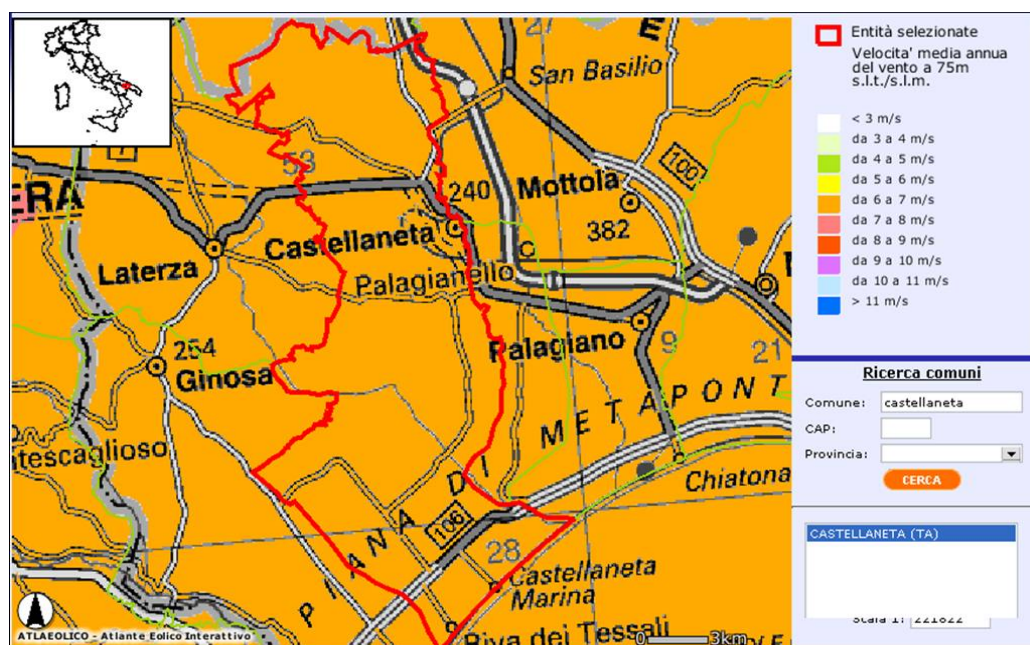 San Basilio
53
100
ERA
240
Mottola
Castellaneta
382
Laterza
Palagianello
264
Ginosa
Palagiano
9
21
METAPONT
tescaglioso
Chiatona
PIANA DI
106
28
Castellaneta
Marina
Riva dei Tessali
0 3km
ATLAEOLICO - Atlante Eolico Interattivo
Entità selezionate
Velocita' media annua
del vento a 75m
s.l.t./s.l.m.
< 3 m/s
da 3 a 4 m/s
da 4 a 5 m/s
da 5 a 6 m/s
da 6 a 7 m/s
da 7 a 8 m/s
da 8 a 9 m/s
da 9 a 10 m/s
da 10 a 11 m/s
> 11 m/s
Ricerca comuni
Comune: castellaneta
CAP:
Provincia:
CERCA
CASTELLANETA (TA)
Scala 1: 221822